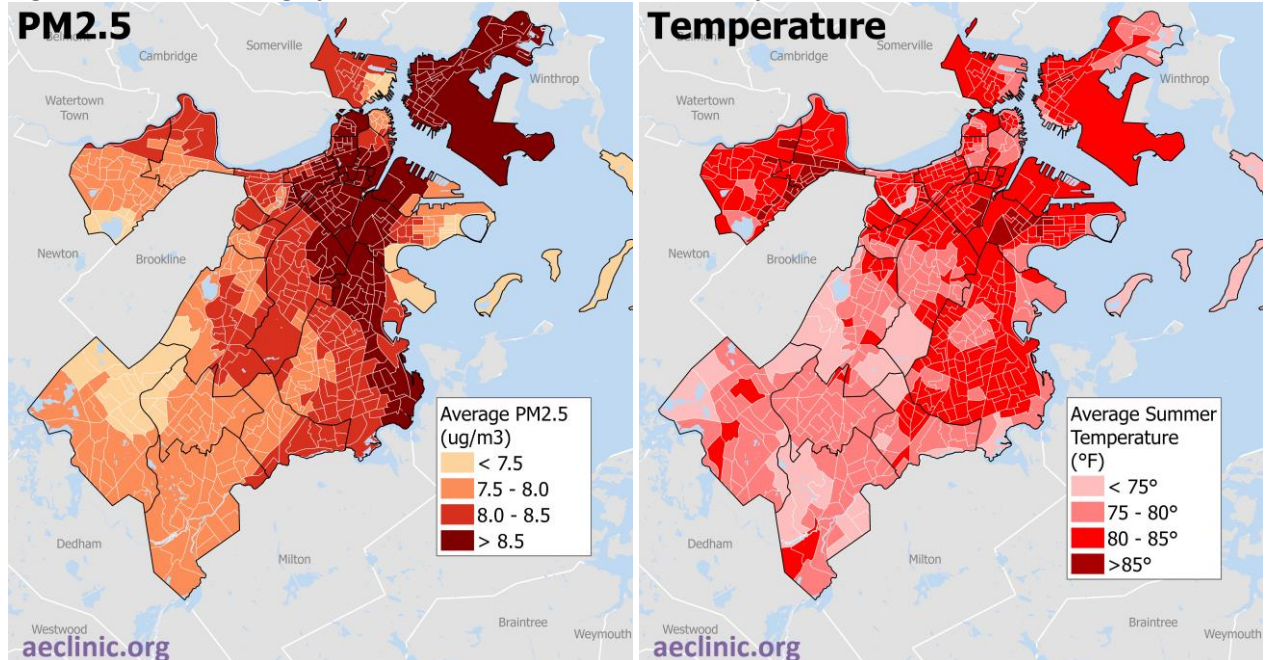 PM2.5
Cambridge
Somerville
Winthrop
Watertown
Town
Newton
Brookline
Dedham
Milton
Westwood
Braintree
Weymouth
Average PM2.5
(ug/m3)
< 7.5
7.5 - 8.0
8.0 - 8.5
> 8.5
aeclinic.org
Temperature
Cambridge
Somerville
Winthrop
Watertown
Town
Newton
Brookline
Dedham
Milton
Westwood
Braintree
Weymouth
Average Summer
Temperature
(°F)
< 75°
75 - 80°
80 - 85°
>85°
aeclinic.org